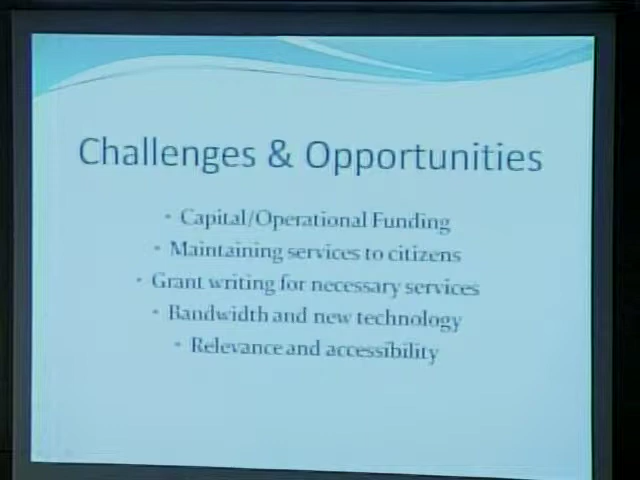 Challenges & Opportunities
• Capital/Operational Funding
• Maintaining services to citizens
• Grant writing for necessary services
• Bandwidth and new technology
• Relevance and accessibility